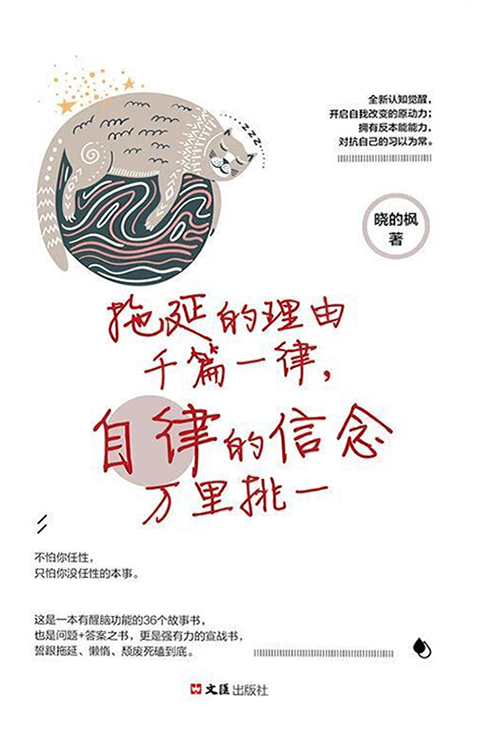 zzz
全新认知觉醒，
开启自我改变的原动力；
拥有反本能能力，
对抗自己的习以为常。
晓的枫
著
拖延的理由
千篇一律，
自律的信念
万里挑一
不怕你任性，
只怕你没任性的本事。
这是一本有醒脑功能的36个故事书，
也是问题+答案之书，更是强有力的宣战书，
誓跟拖延、懒惰、颓废死磕到底。
文匯出版社